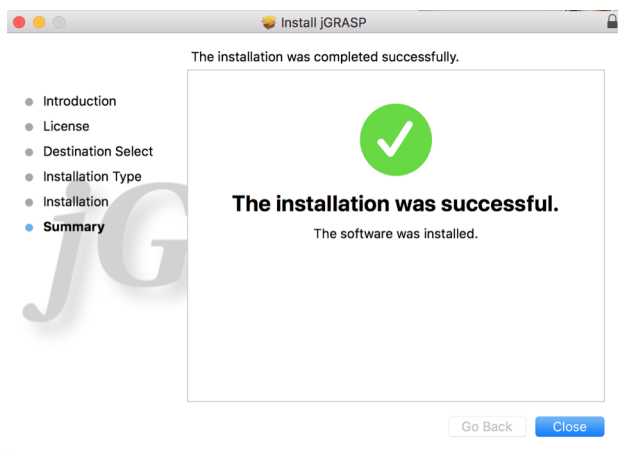 Install jGRASP
The installation was completed successfully.
Introduction
License
Destination Select
Installation Type
Installation
Summary
jG
The installation was successful.
The software was installed.
Go Back
Close